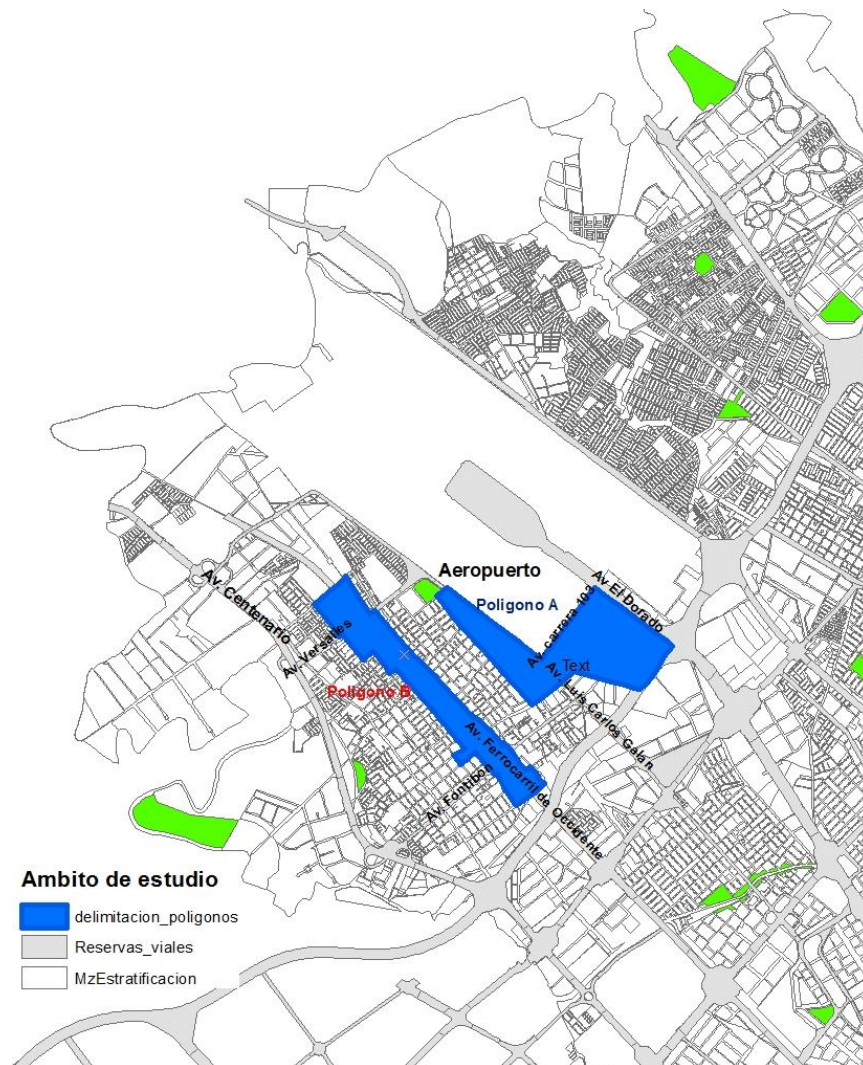 Aeropuerto
Av El Dorado
Poligono A
Av. carrera 103
Text
Av. Luis Carlos Galan
Av. Centenario
Av. Versalles
Poligono B
Av. Ferrocarril de Occidente
Av. Fontibon
Ambito de estudio
delimitacion_poligonos
Reservas_viales
MzEstratificacion